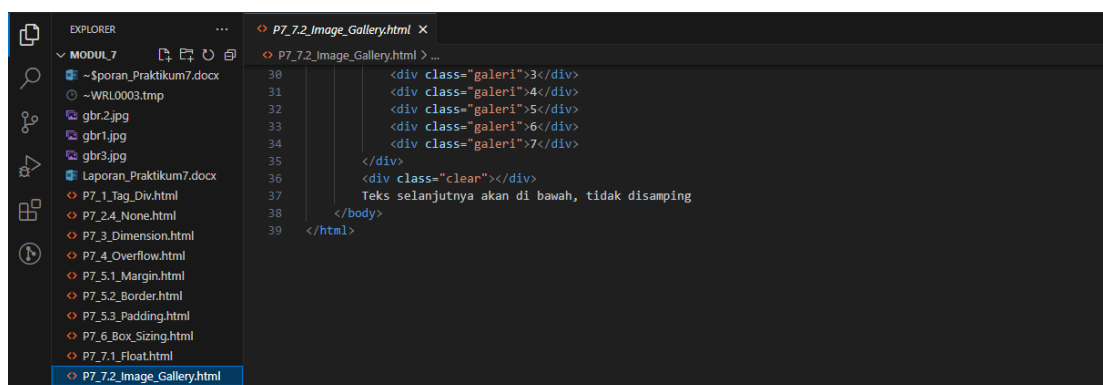 EXPLORER ...
MODUL_7
~$poran_Praktikum7.docx
~WRL0003.tmp
gbr.2.jpg
gbr1.jpg
gbr3.jpg
Laporan_Praktikum7.docx
P7_1_Tag_Div.html
P7_2.4_None.html
P7_3_Dimension.html
P7_4_Overflow.html
P7_5.1_Margin.html
P7_5.2_Border.html
P7_5.3_Padding.html
P7_6_Box_Sizing.html
P7_7.1_Float.html
P7_7.2_Image_Gallery.html
P7_7.2_Image_Gallery.html
P7_7.2_Image_Gallery.html > ...
30 <div class="galeri">3</div>
31 <div class="galeri">4</div>
32 <div class="galeri">5</div>
33 <div class="galeri">6</div>
34 <div class="galeri">7</div>
35 </div>
36 <div class="clear"></div>
37 Teks selanjutnya akan di bawah, tidak disamping
38 </body>
39 </html>